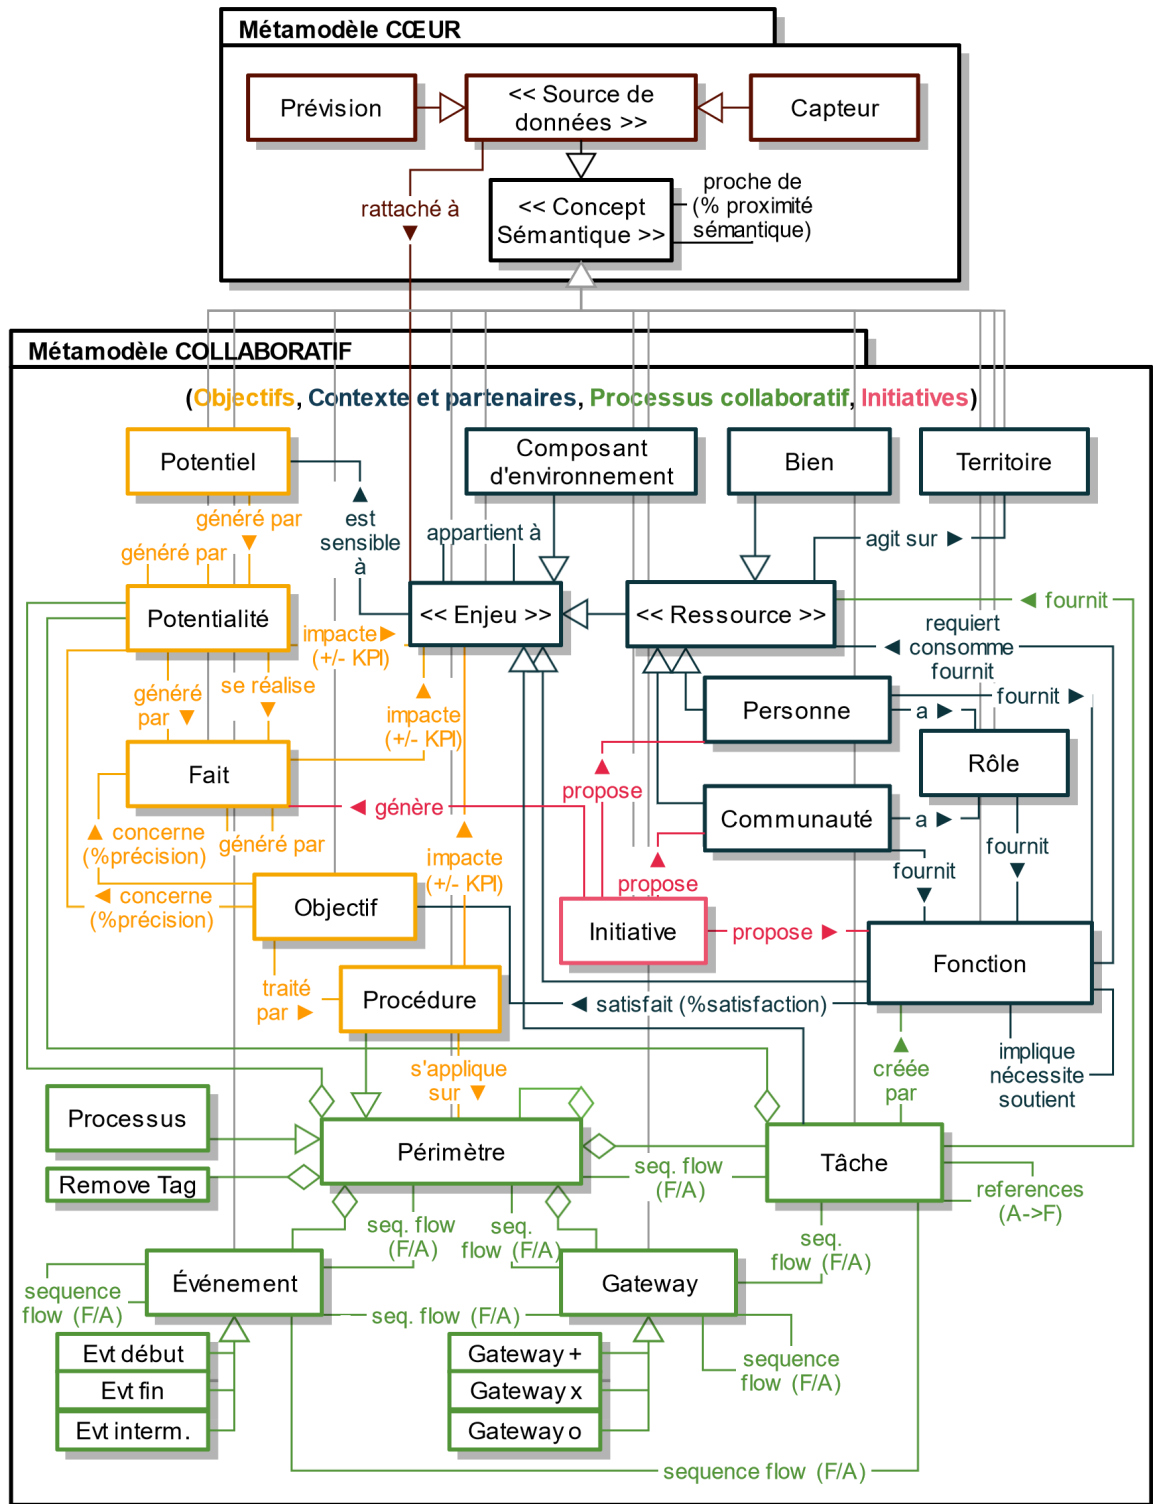 Métamodèle CŒUR
Prévision
<< Source de
données >>
Capteur
rattaché à
<< Concept
Sémantique >>
proche de
(% proximité
sémantique)
Métamodèle COLLABORATIF
(Objectifs, Contexte et partenaires, Processus collaboratif, Initiatives)
Potentiel
Composant
d'environnement
Bien
Territoire
généré par
est
sensible
à
appartient à
agit sur
généré par
Potentialité
<< Enjeu >>
<< Ressource >>
fournit
impacte
(+/- KPI)
requiert
consomme
fournit
généré
par
se réalise
impacte
(+/- KPI)
Personne
fournit
a
Rôle
Fait
propose
génère
Communauté
a
concerne
(%précision)
généré par
impacte
(+/- KPI)
fournit
fournit
propose
concerne
(%précision)
Objectif
Initiative
propose
Fonction
traité
par
Procédure
satisfait (%satisfaction)
implique
nécessite
soutient
créée
par
s'applique
sur
Processus
Périmètre
Tâche
Remove Tag
seq. flow
(F/A)
references
(A->F)
seq. flow
(F/A)
seq.
flow (F/A)
seq.
flow (F/A)
Événement
Gateway
sequence
flow (F/A)
seq. flow (F/A)
Evt début
Evt fin
Evt interm.
Gateway +
Gateway x
Gateway o
sequence
flow (F/A)
sequence flow (F/A)